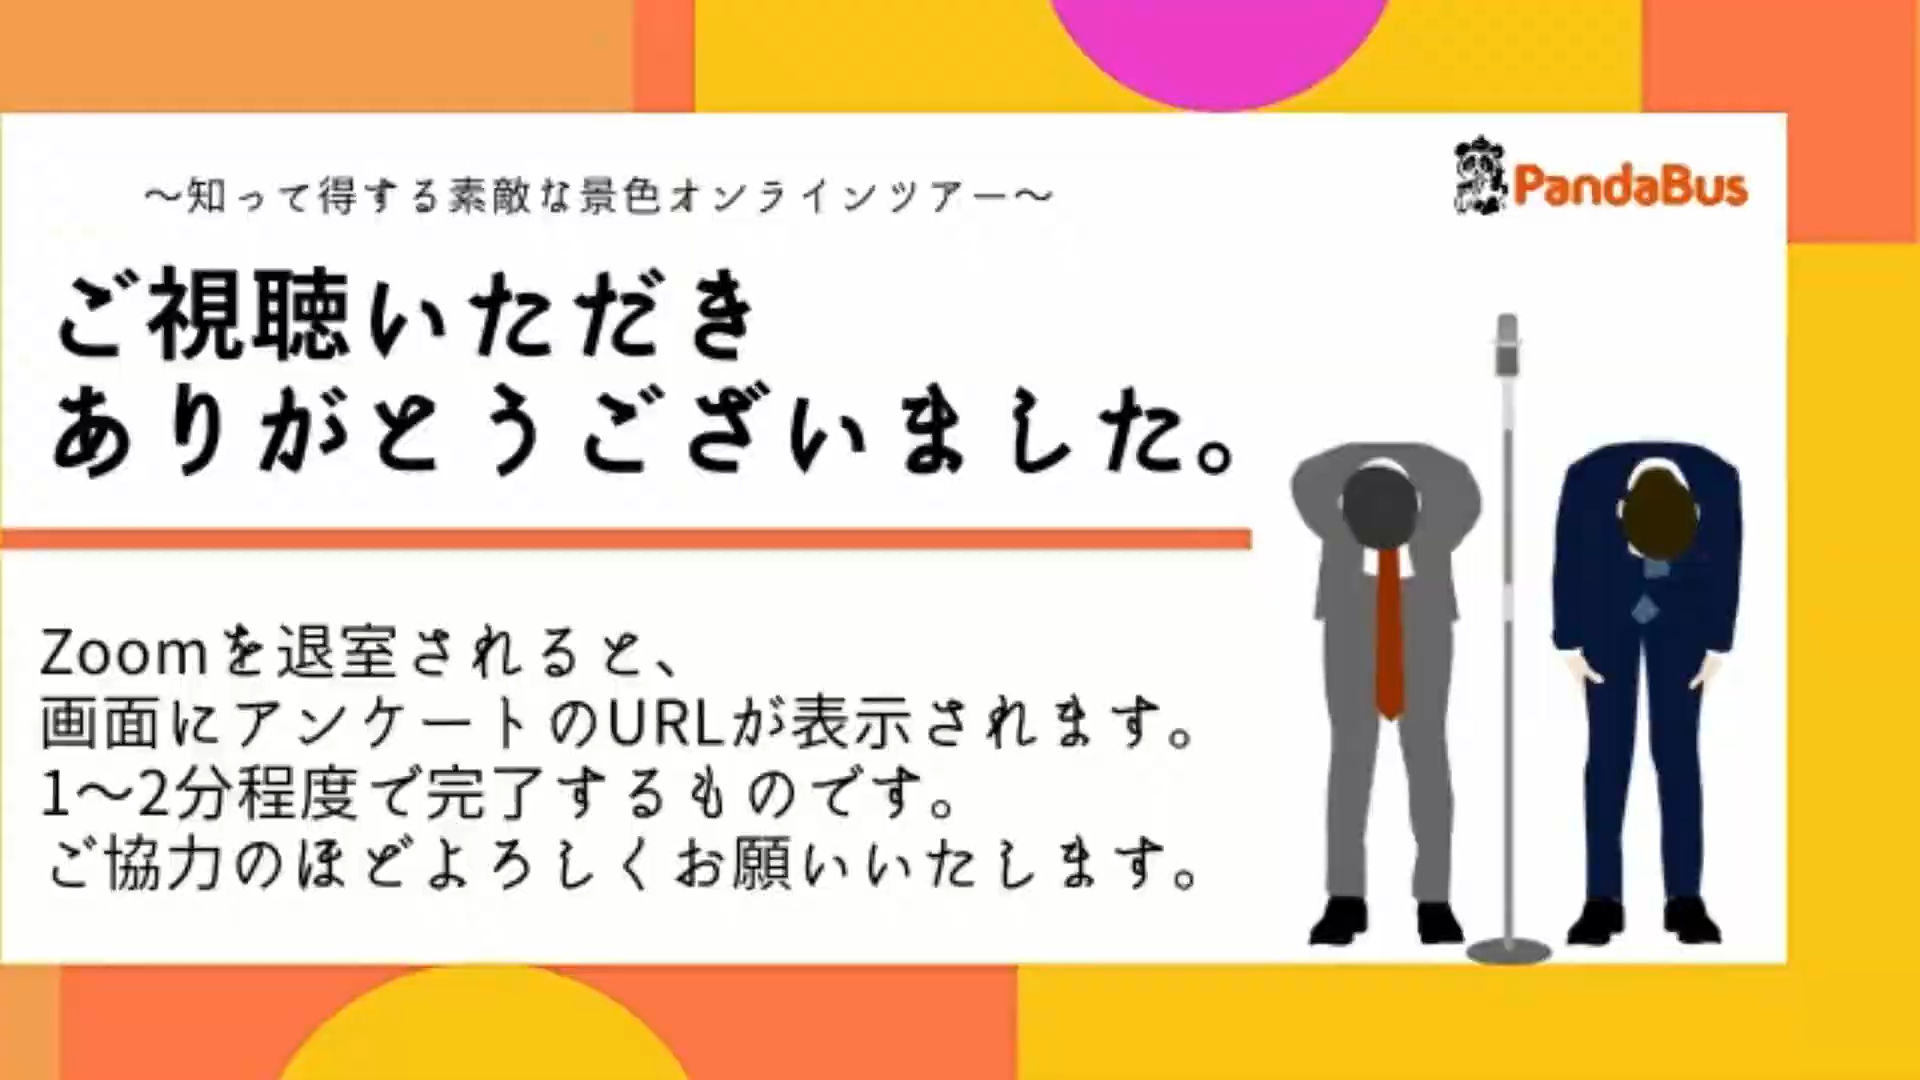 ～知って得する素敵な景色オンラインツアー～
PandaBus
ご視聴いただき
ありがとうございました。
Zoomを退室されると、
画面にアンケートのURLが表示されます。
1～2分程度で完了するものです。
ご協力のほどよろしくお願いいたします。